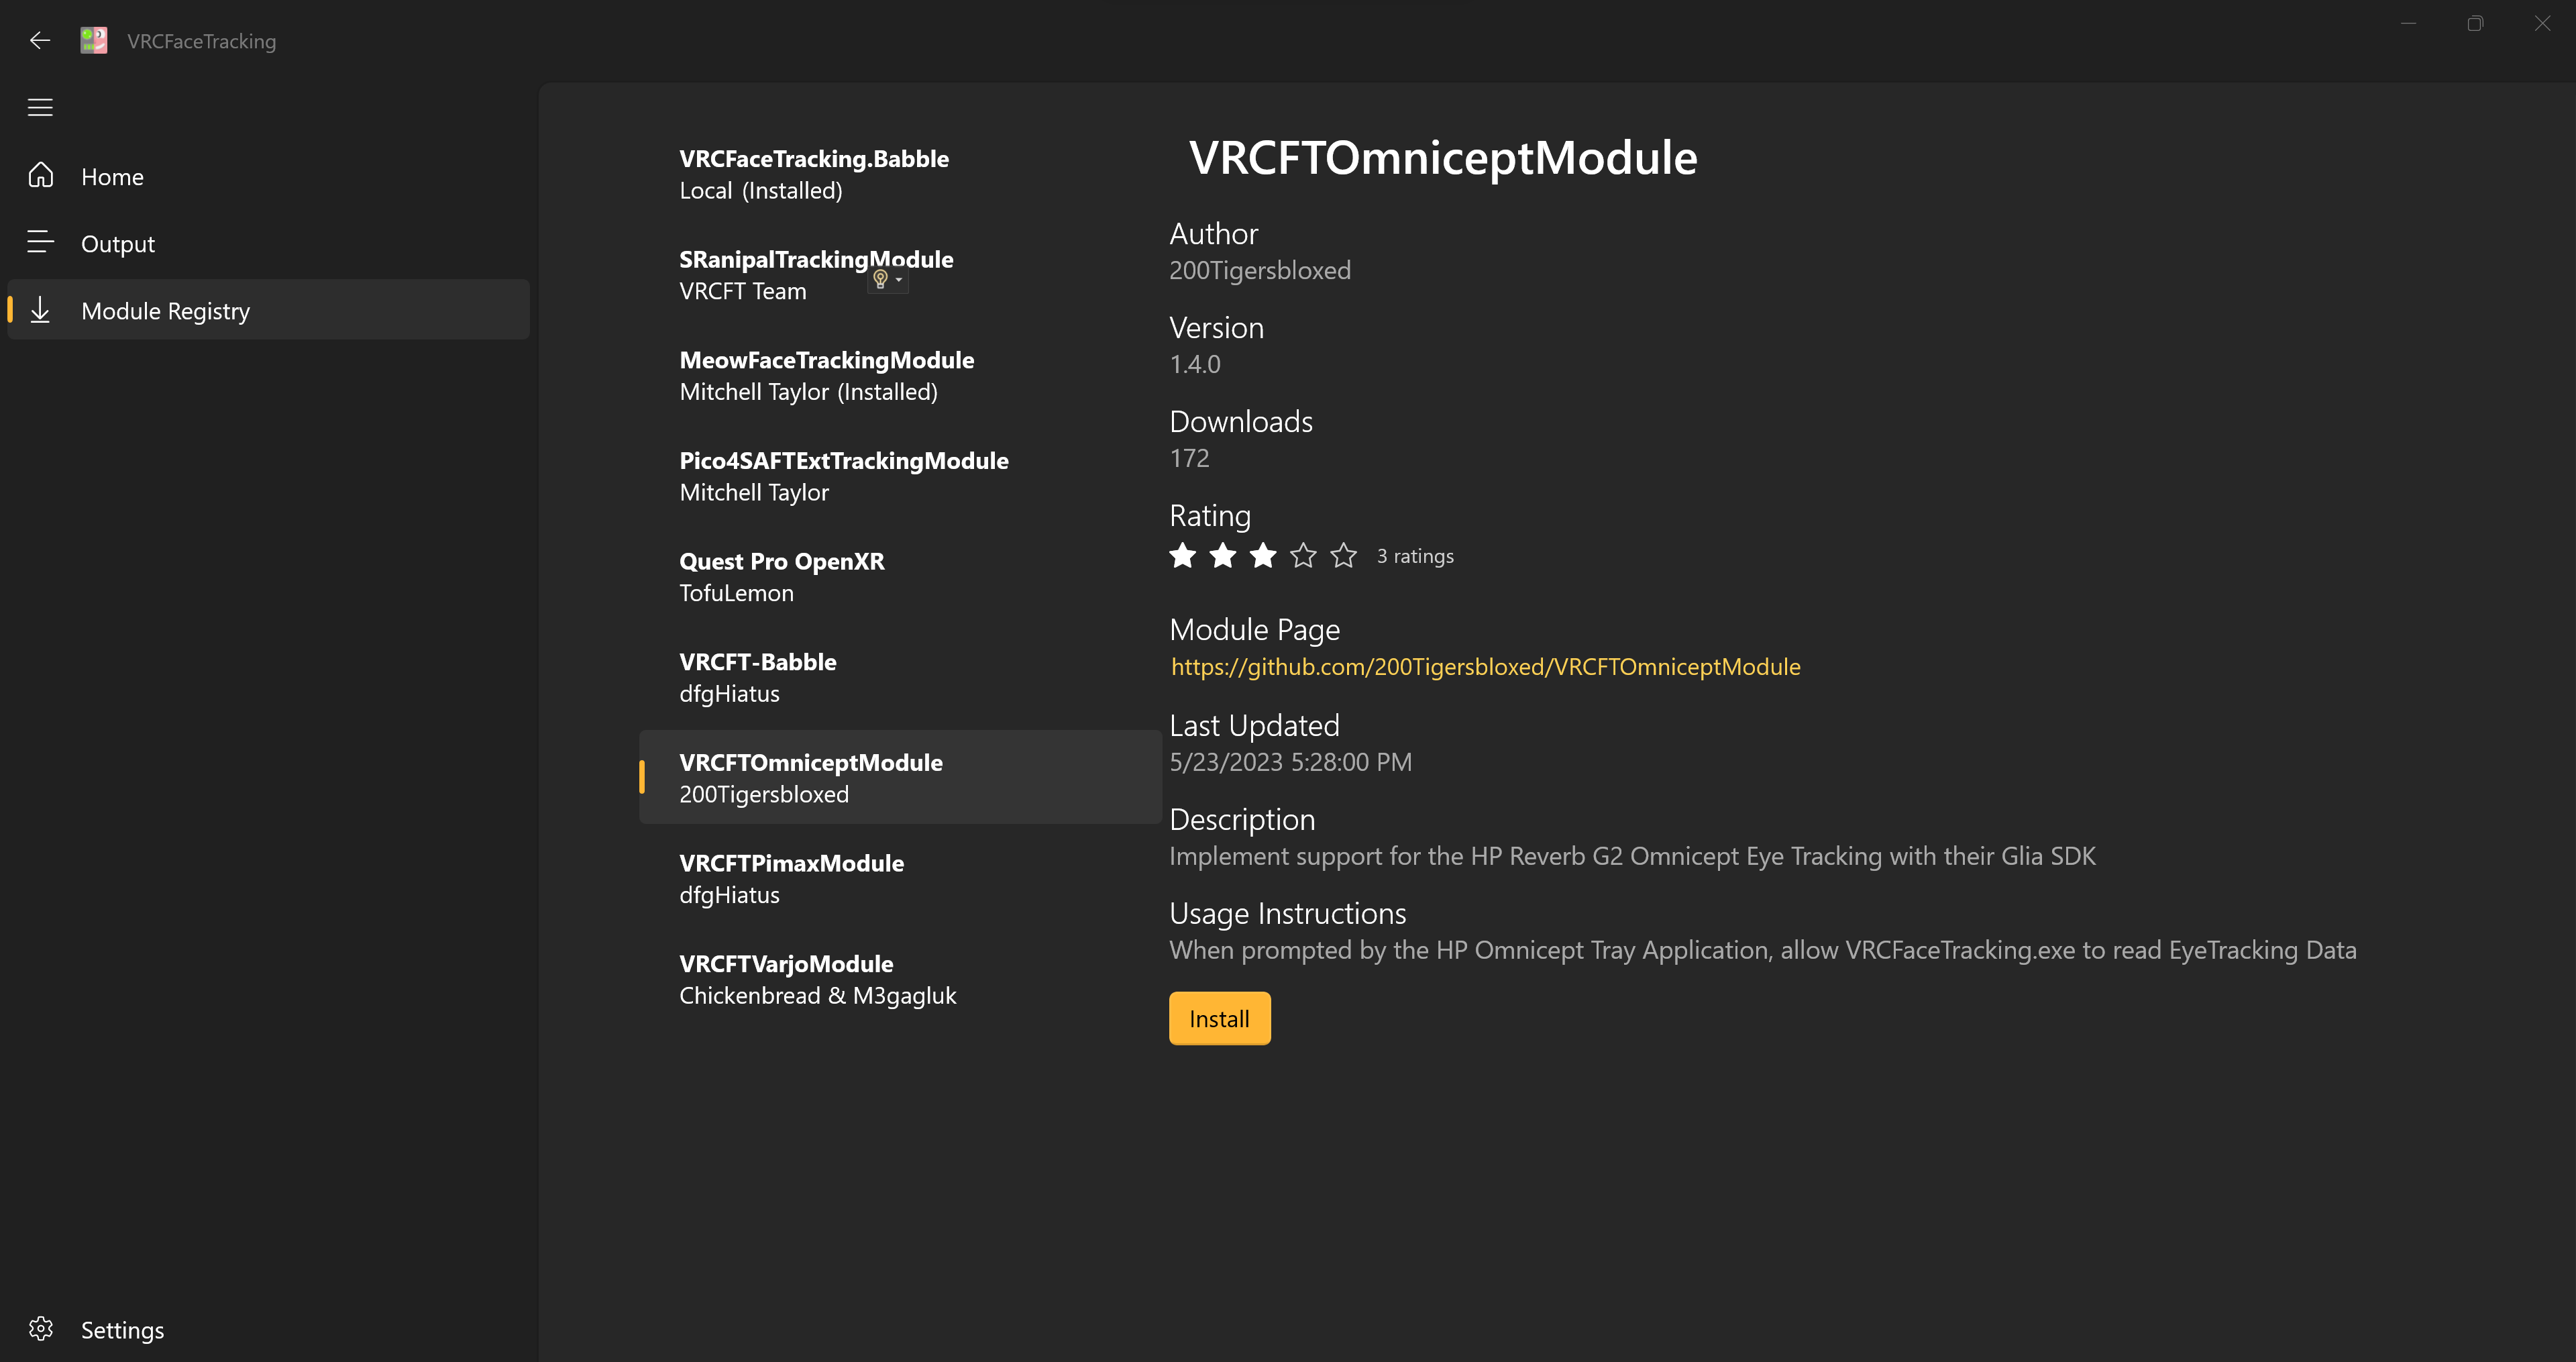 VRCFaceTracking
Home
Output
Module Registry
Settings
VRCFaceTracking.Babble
Local (Installed)
SRanipalTrackingModule
VRCFT Team
MeowFaceTrackingModule
Mitchell Taylor (Installed)
Pico4SAFTExtTrackingModule
Mitchell Taylor
Quest Pro OpenXR
TofuLemon
VRCFT-Babble
dfgHiatus
VRCFTOmniceptModule
200Tigersbloxed
VRCFTPimaxModule
dfgHiatus
VRCFTVarjoModule
Chickenbread & M3gagluk
VRCFTOmniceptModule
Author
200Tigersbloxed
Version
1.4.0
Downloads
172
Rating
3 ratings
Module Page
https://github.com/200Tigersbloxed/VRCFTOmniceptModule
Last Updated
5/23/2023 5:28:00 PM
Description
Implement support for the HP Reverb G2 Omnicept Eye Tracking with their Glia SDK
Usage Instructions
When prompted by the HP Omnicept Tray Application, allow VRCFaceTracking.exe to read EyeTracking Data
Install